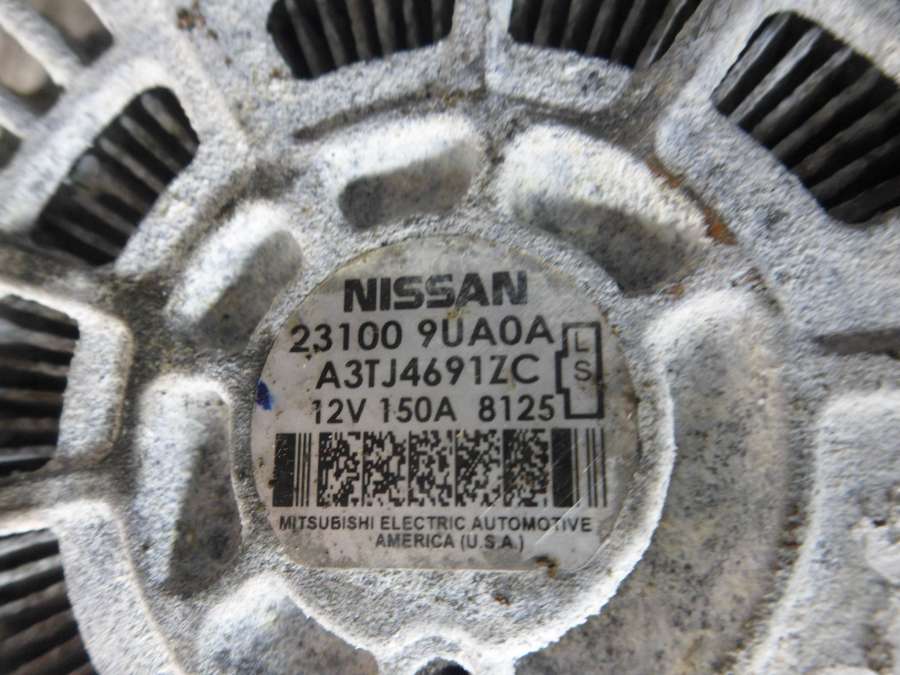 NISSAN
23100 9UA0A
A3TJ4691ZC
12V 150A 8125
L
S
MITSUBISHI ELECTRIC AUTOMOTIVE
AMERICA (U.S.A.)